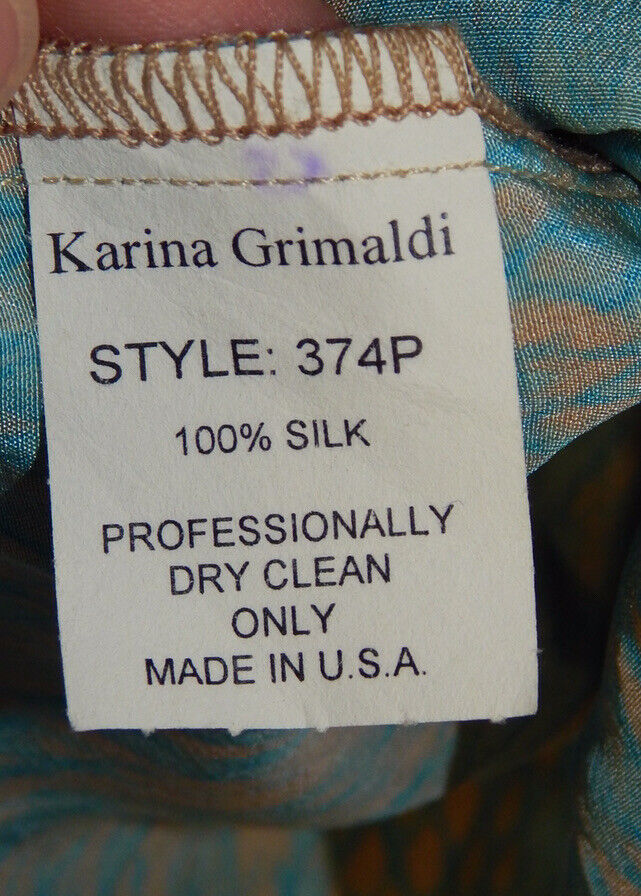 Karina Grimaldi
STYLE: 374P
100% SILK
PROFESSIONALLY
DRY CLEAN
ONLY
MADE IN U.S.A.